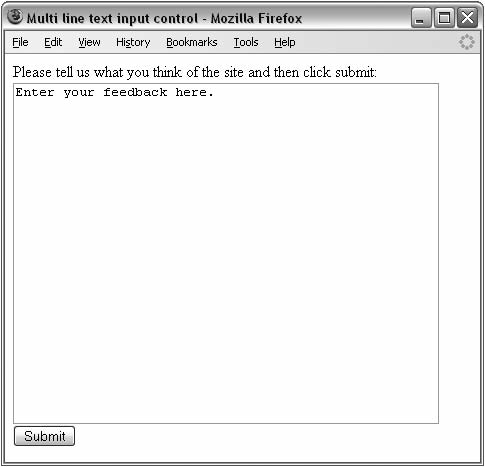 Multi line text input control - Mozilla Firefox
File Edit View History Bookmarks Tools Help
Please tell us what you think of the site and then click submit:
Enter your feedback here.
Submit